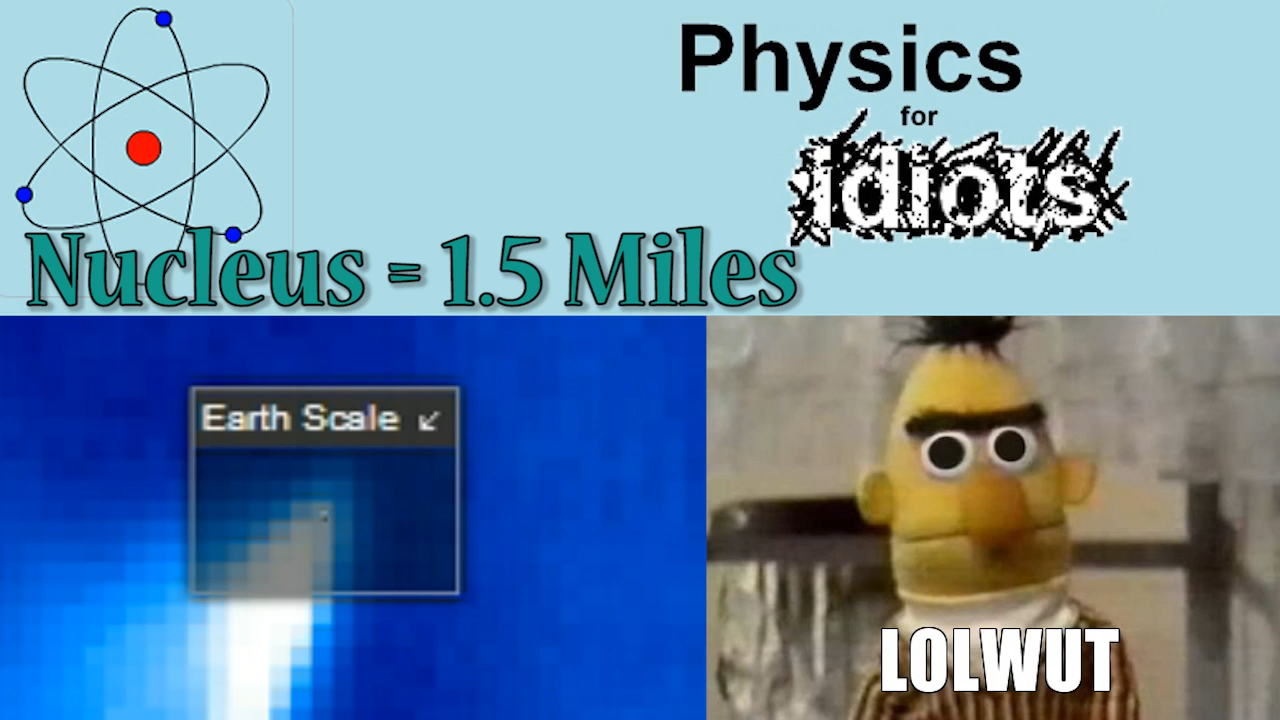 Physics
for
idiots
Nucleus = 1.5 Miles
Earth Scale
LOLWUT